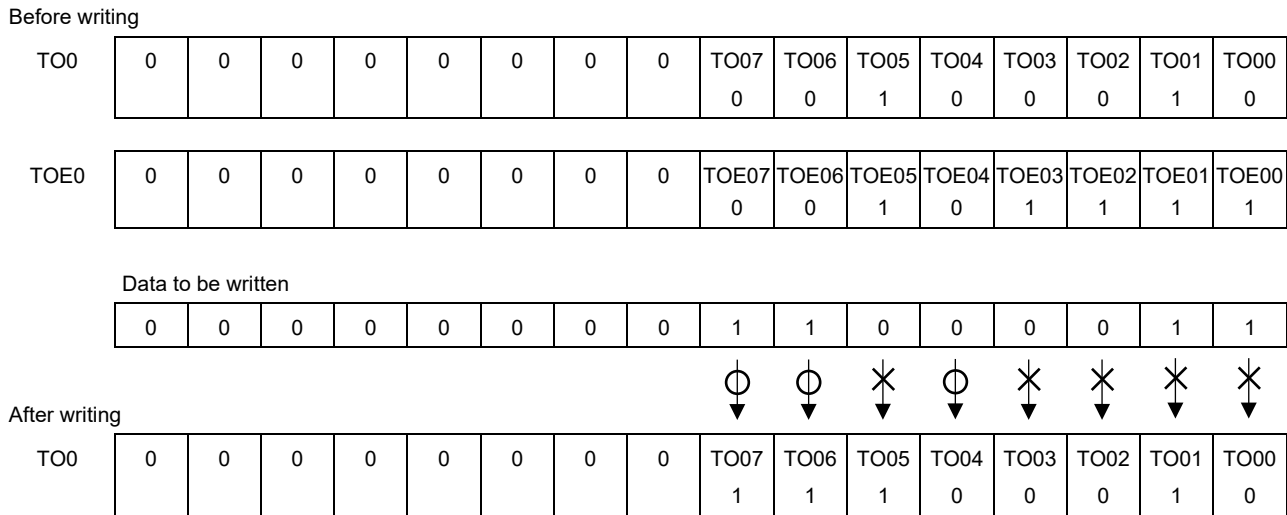 Before writing
TO0 0 0 0 0 0 0 0 0 TO07 TO06 TO05 TO04 TO03 TO02 TO01 TO00
0 0 1 0 0 0 1 0
TOE0 0 0 0 0 0 0 0 0 TOE07 TOE06 TOE05 TOE04 TOE03 TOE02 TOE01 TOE00
0 0 1 0 1 1 1 1
Data to be written
0 0 0 0 0 0 0 0 1 1 0 0 0 0 1 1
After writing
TO0 0 0 0 0 0 0 0 0 TO07 TO06 TO05 TO04 TO03 TO02 TO01 TO00
1 1 1 0 0 0 1 0